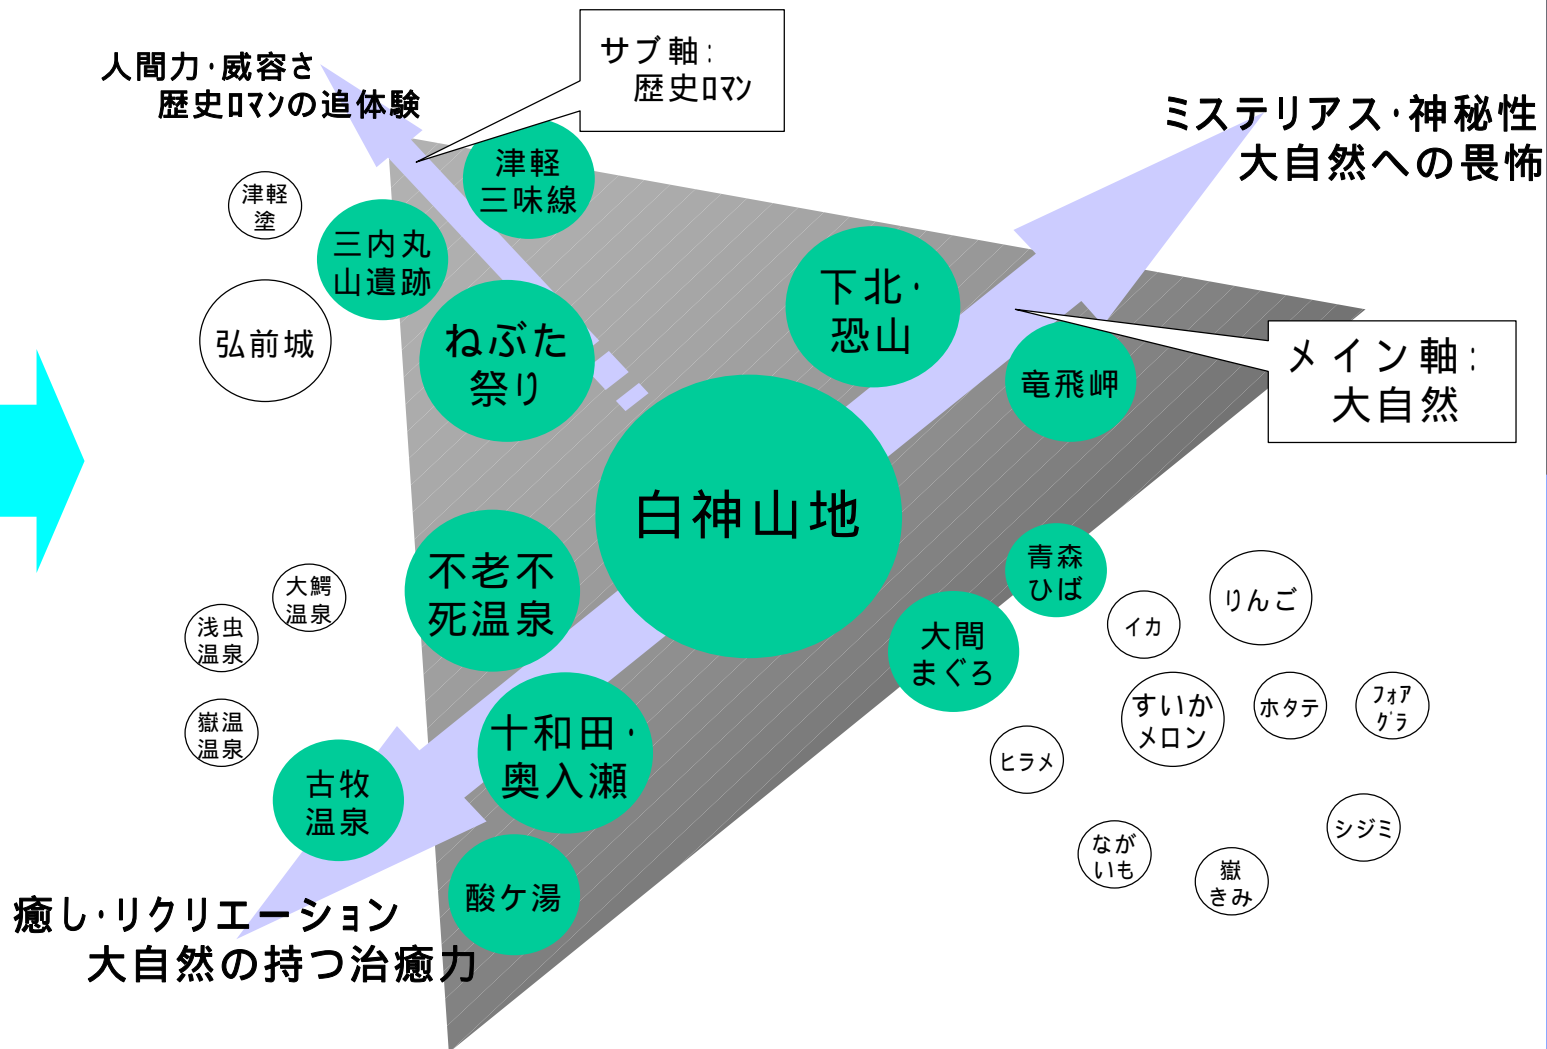 人間力・威容さ
歴史ﾛﾏﾝの追体験
サブ軸：
歴史ﾛﾏﾝ
ミステリアス・神秘性
大自然への畏怖
津軽
三味線
津軽
塗
三内丸
山遺跡
弘前城
ねぶた
祭り
下北・
恐山
竜飛岬
メイン軸：
大自然
白神山地
不老不
死温泉
大鰐
温泉
浅虫
温泉
嶽温
温泉
古牧
温泉
十和田・
奥入瀬
酸ケ湯
青森
ひば
大間
まぐろ
イカ
りんご
すいか
メロン
ホタテ
ﾌｫｱ
ｸﾞﾗ
ヒラメ
シジミ
なが
いも
嶽
きみ
癒し・リクリエーション
大自然の持つ治癒力